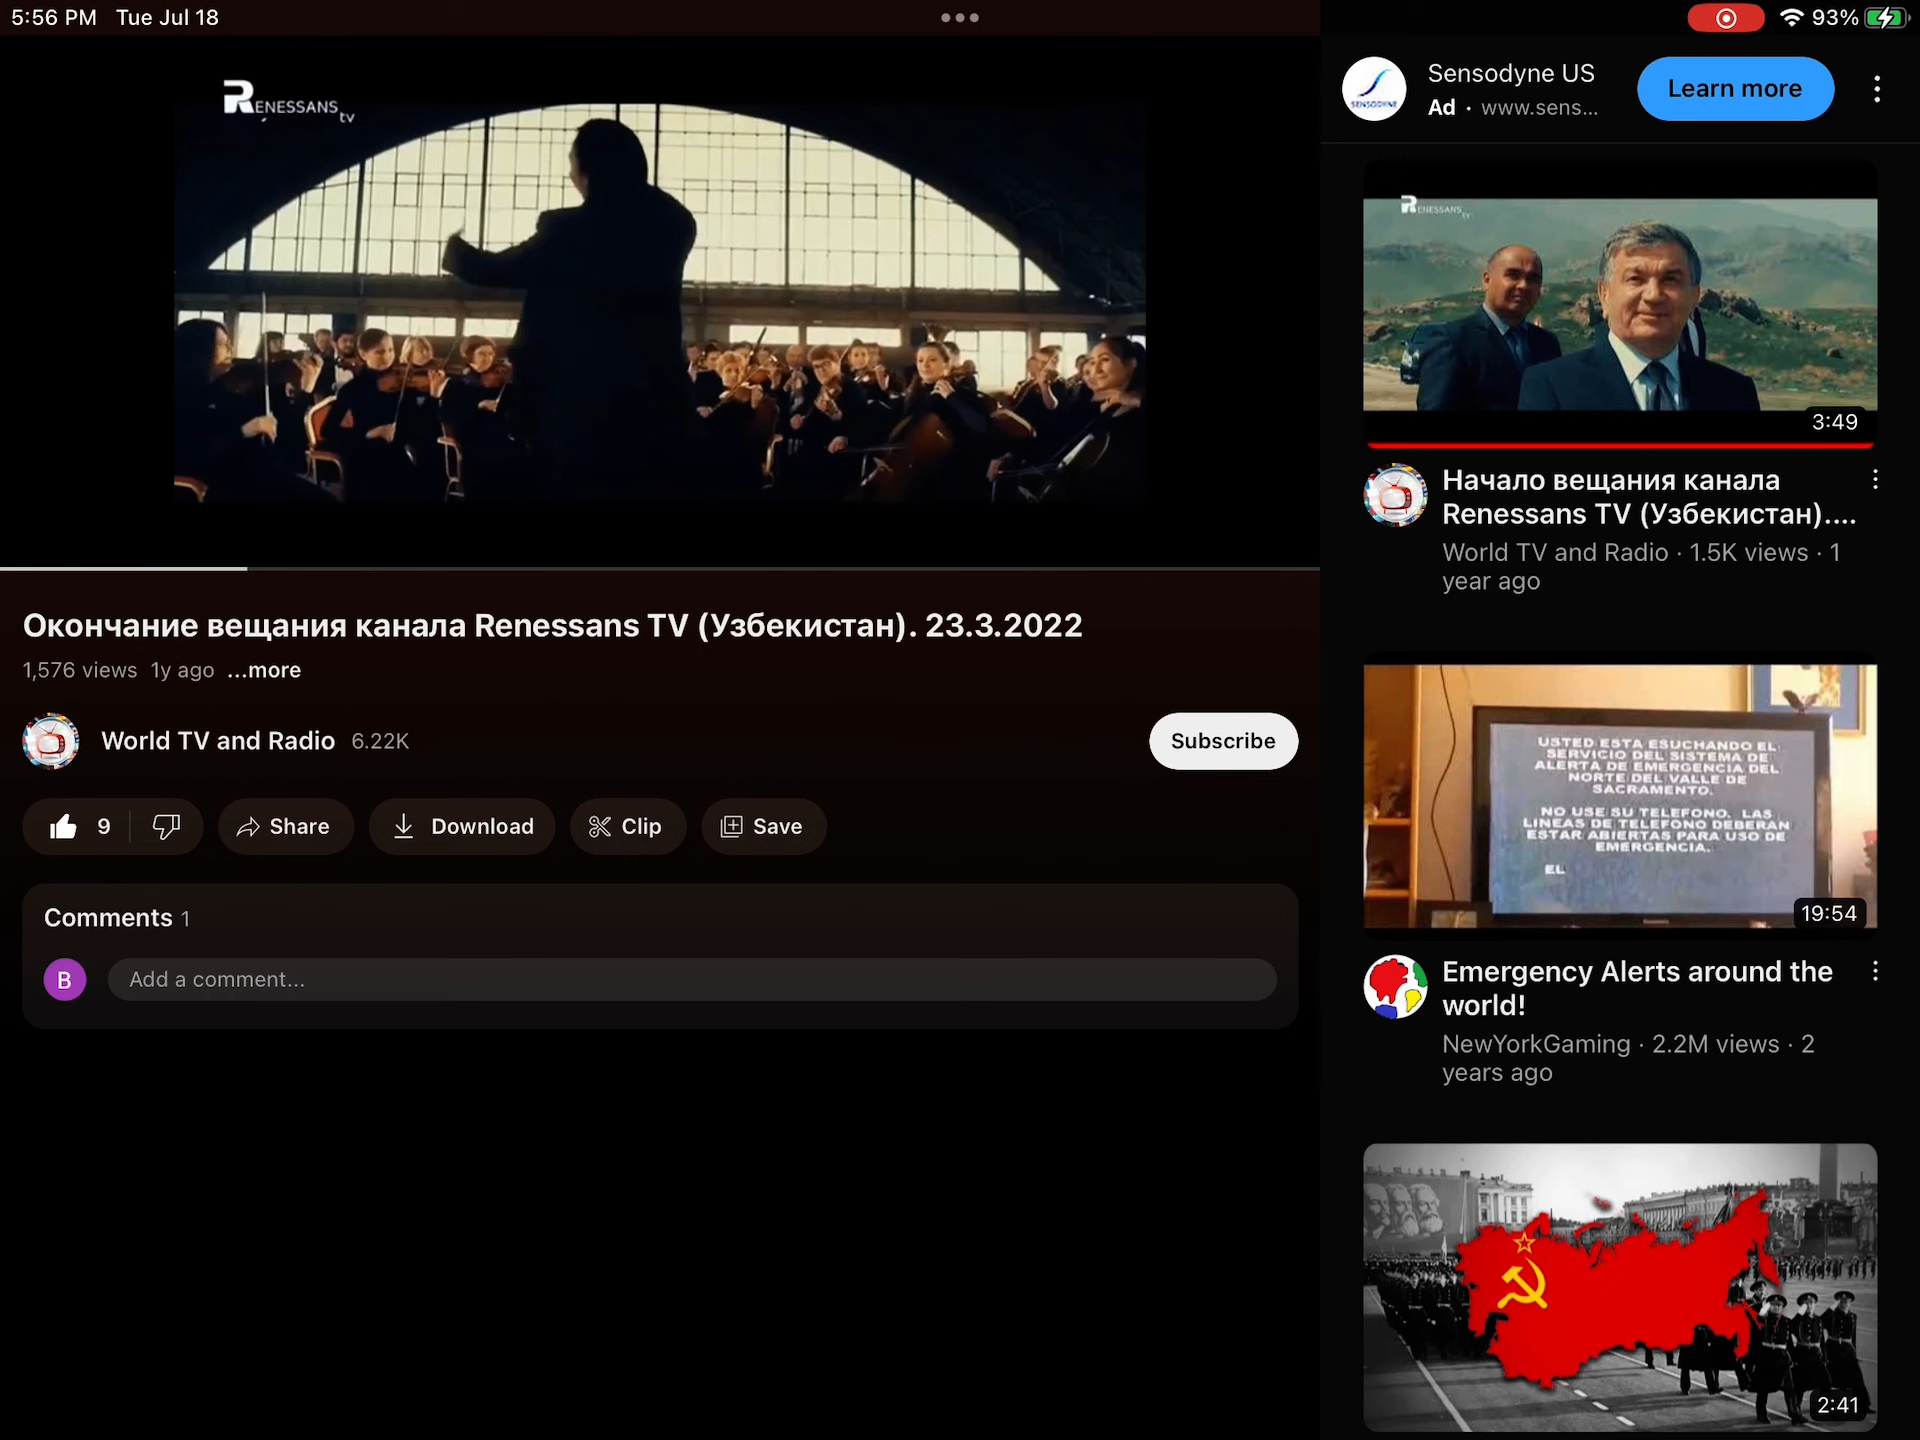 5:56 PM Tue Jul 18
93%
RENESSANS tv
Окончание вещания канала Renessans TV (Узбекистан). 23.3.2022
1,576 views 1y ago ...more
World TV and Radio 6.22K
Subscribe
9
Share
Download
Clip
Save
Comments 1
B
Add a comment...
SENSODYNE
Sensodyne US
Ad · www.sens...
Learn more
RENESSANS TV
3:49
Начало вещания канала
Renessans TV (Узбекистан)....
World TV and Radio · 1.5K views · 1
year ago
USTED ESTA ESUCHANDO EL
SERVICIO DEL SISTEMA DE
ALERTA DE EMERGENCIA DEL
NORTE DEL VALLE DE
SACRAMENTO.
NO USE SU TELEFONO. LAS
LINEAS DE TELEFONO DEBERAN
ESTAR ABIERTAS PARA USO DE
EMERGENCIA.
EL
19:54
Emergency Alerts around the
world!
NewYorkGaming · 2.2M views · 2
years ago
2:41